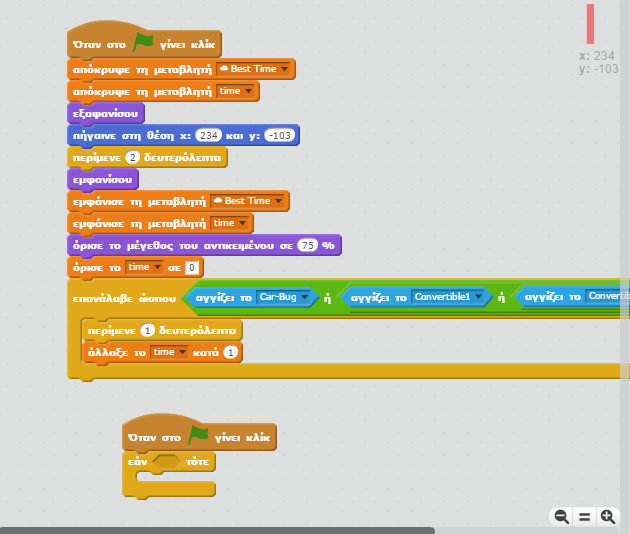 Όταν στο γίνει κλικ
απόκρυψε τη μεταβλητή Best Time
απόκρυψε τη μεταβλητή time
εξαφανίσου
πήγαινε στη θέση x: 234 και y: -103
περίμενε 2 δευτερόλεπτα
εμφανίσου
εμφάνισε τη μεταβλητή Best Time
εμφάνισε τη μεταβλητή time
όρισε το μέγεθος του αντικειμένου σε 75 %
όρισε το time σε 0
επανάλαβε ώσπου αγγίζει το Car-Bug ή αγγίζει το Convertible1 ή αγγίζει το
περίμενε 1 δευτερόλεπτα
άλλαξε το time κατά 1
Όταν στο γίνει κλικ
εάν τότε
x: 234
y: -103